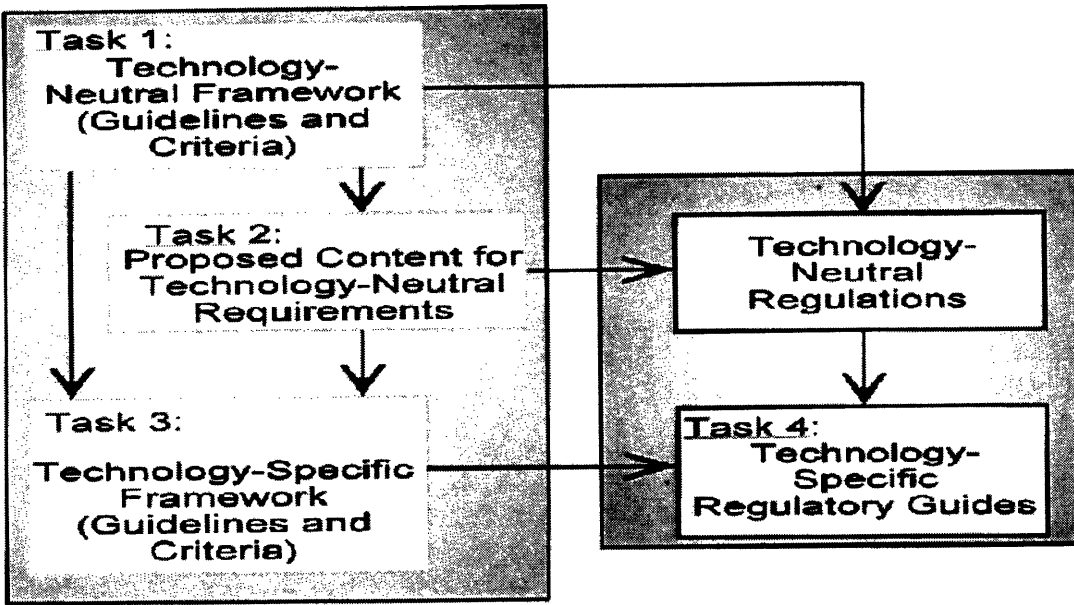 Task 1:
Technology-
Neutral Framework
(Guidelines and
Criteria)
Task 2:
Proposed Content for
Technology-Neutral
Requirements
Task 3:
Technology-Specific
Framework
(Guidelines and
Criteria)
Technology-
Neutral
Regulations
Task 4:
Technology-
Specific
Regulatory Guides